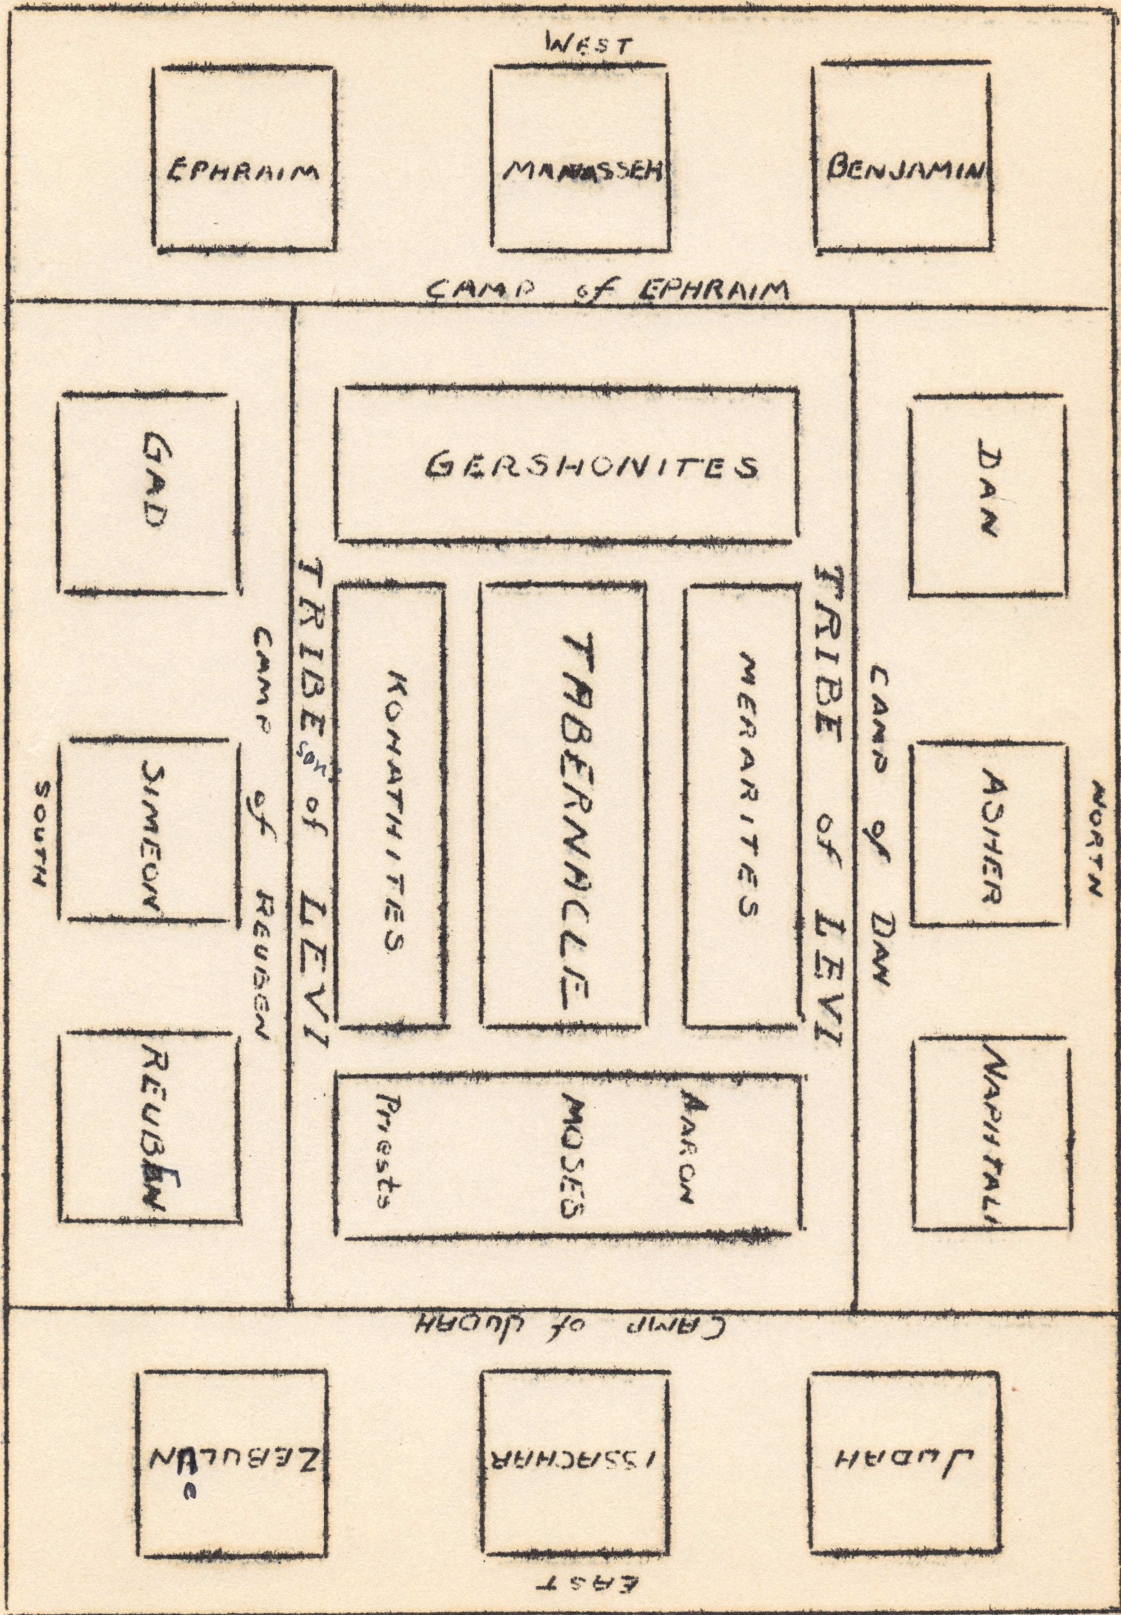 WEST
EPHRAIM
MANASSEH
BENJAMIN
CAMP of EPHRAIM
GAD
SIMEON
REUBEN
SOUTH
CAMP of REUBEN
TRIBE of LEVI
son's
GERSHONITES
KOHATHITES
TABERNACLE
MERARITES
Priests
MOSES
AARON
TRIBE of LEVI
CAMP of DAN
DAN
ASHER
NAPHTALI
NORTH
CAMP of JUDAH
JUDAH
ISSACHAR
ZEBULUN
EAST